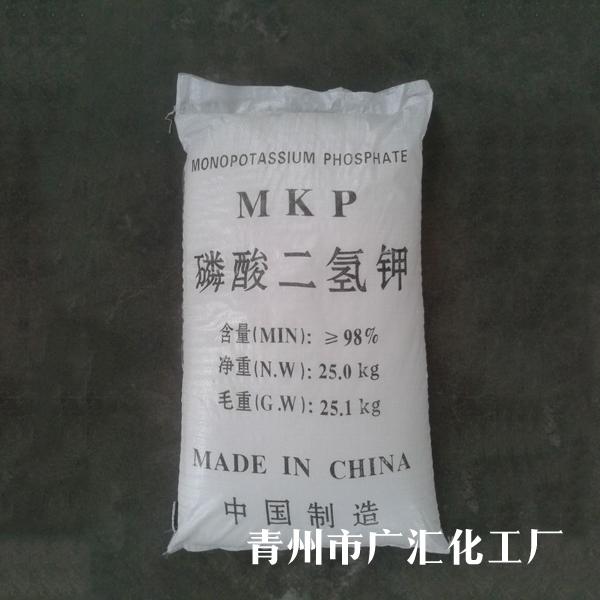 MONOPOTASSIUM PHOSPHATE
MKP
磷酸二氢钾
含量(MIN): ≥98%
净重(N.W): 25.0 kg
毛重(G.W): 25.1 kg
MADE IN CHINA
中国制造
青州市广汇化工厂